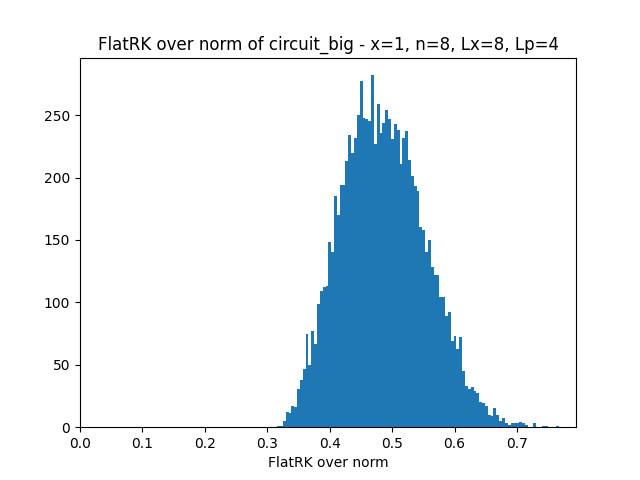 FlatRK over norm of circuit_big - x=1, n=8, Lx=8, Lp=4
250
200
150
100
50
0
0.0 0.1 0.2 0.3 0.4 0.5 0.6 0.7
FlatRK over norm